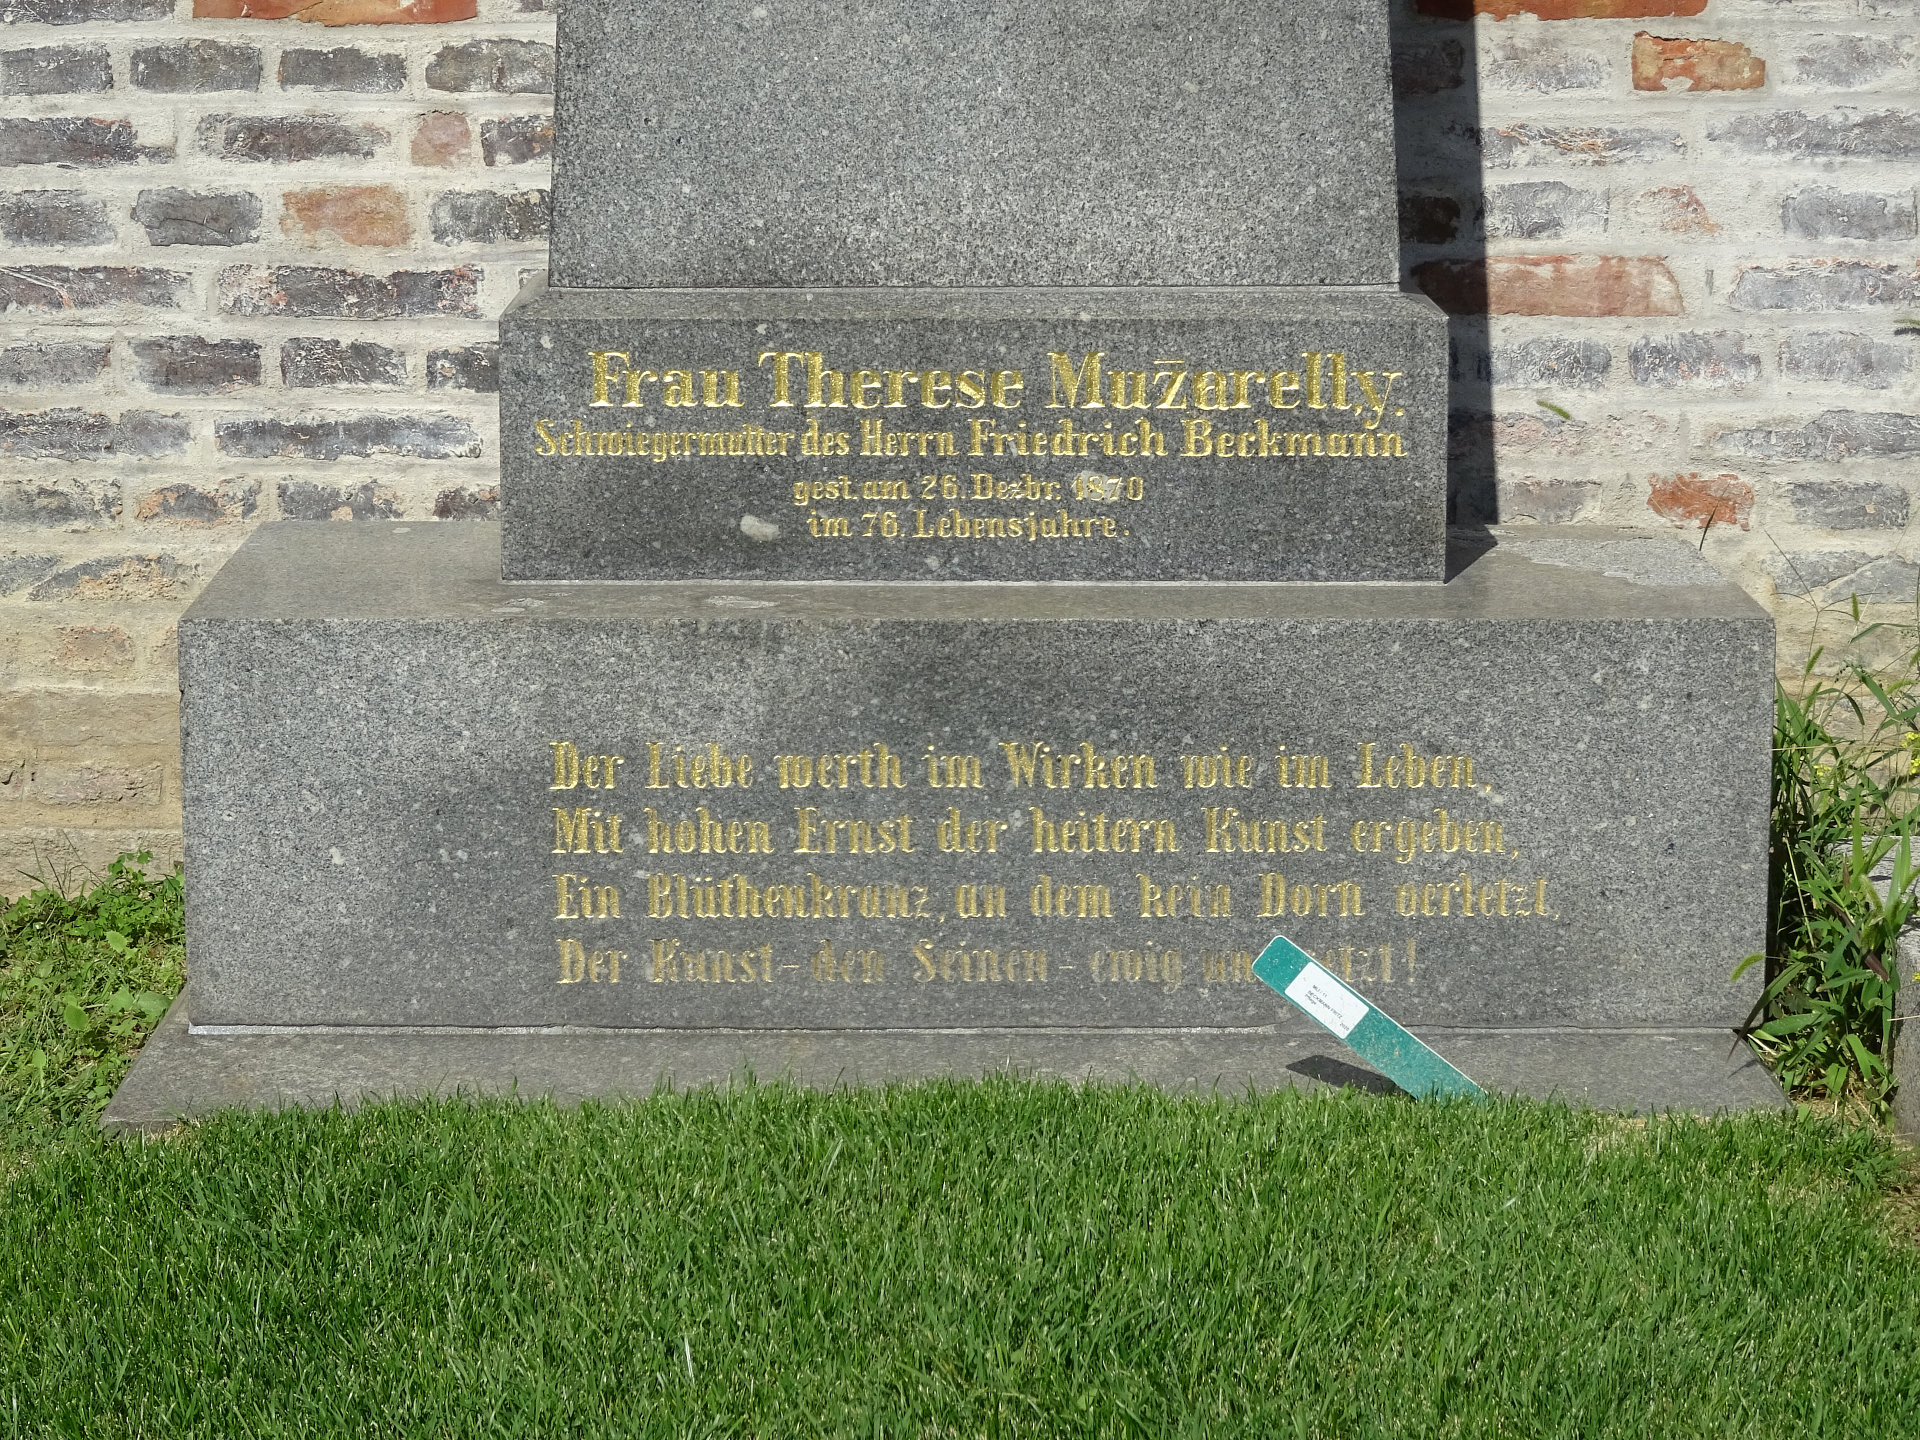 Frau Therese Muz̄arelly.
Schwiegermutter des Herrn Friedrich Beckmann
gest. am 26. Dezbr. 1870
im 76. Lebensjahre.
Der Liebe werth im Wirken wie im Leben,
Mit hohen Ernst der heitern Kunst ergeben,
Ein Blüthenkranz, an dem kein Dorn verletzt,
Der Kunst – den Seinen – ewig